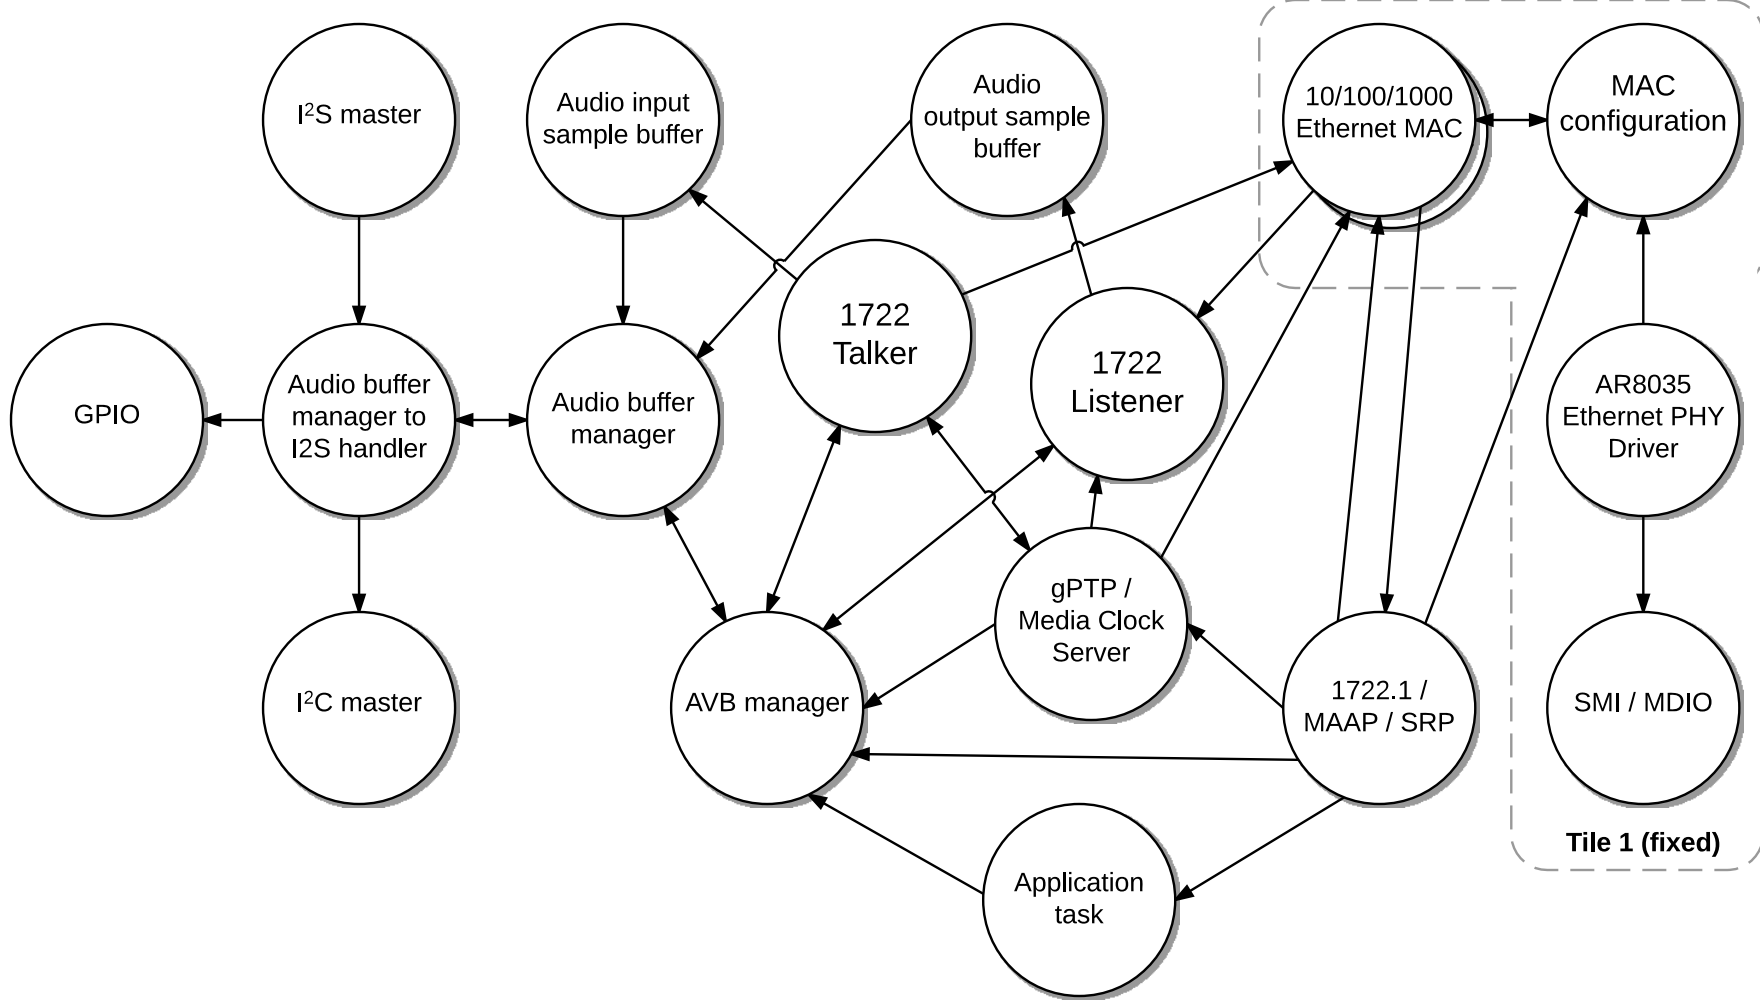 I²S master
Audio input
sample buffer
Audio
output sample
buffer
10/100/1000
Ethernet MAC
MAC
configuration
GPIO
Audio buffer
manager to
I2S handler
Audio buffer
manager
1722
Talker
1722
Listener
AR8035
Ethernet PHY
Driver
I²C master
AVB manager
gPTP /
Media Clock
Server
1722.1 /
MAAP / SRP
SMI / MDIO
Tile 1 (fixed)
Application
task